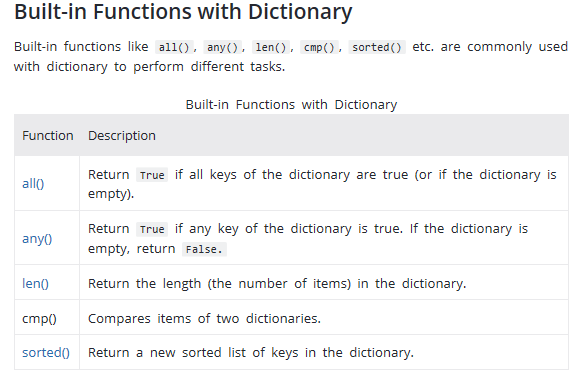 Built-in Functions with Dictionary
Built-in functions like all(), any(), len(), cmp(), sorted() etc. are commonly used
with dictionary to perform different tasks.
Built-in Functions with Dictionary
Function Description
all() Return True if all keys of the dictionary are true (or if the dictionary is
empty).
any() Return True if any key of the dictionary is true. If the dictionary is
empty, return False.
len() Return the length (the number of items) in the dictionary.
cmp() Compares items of two dictionaries.
sorted() Return a new sorted list of keys in the dictionary.